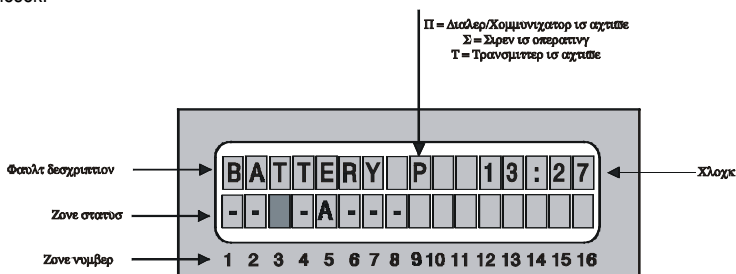 Π = Διαλερ/Χομμυνιχατορ ισ αχτιϖε
Σ = Σιρεν ισ οπερατινγ
Τ = Τρανσμιττερ ισ αχτιϖε
Φαυλτ δεσχριπτιον BATTERY P 13:27 Χλοχκ
Ζονε στατυσ - - - A - - -
Ζονε νυμβερ 1 2 3 4 5 6 7 8 9 10 11 12 13 14 15 16